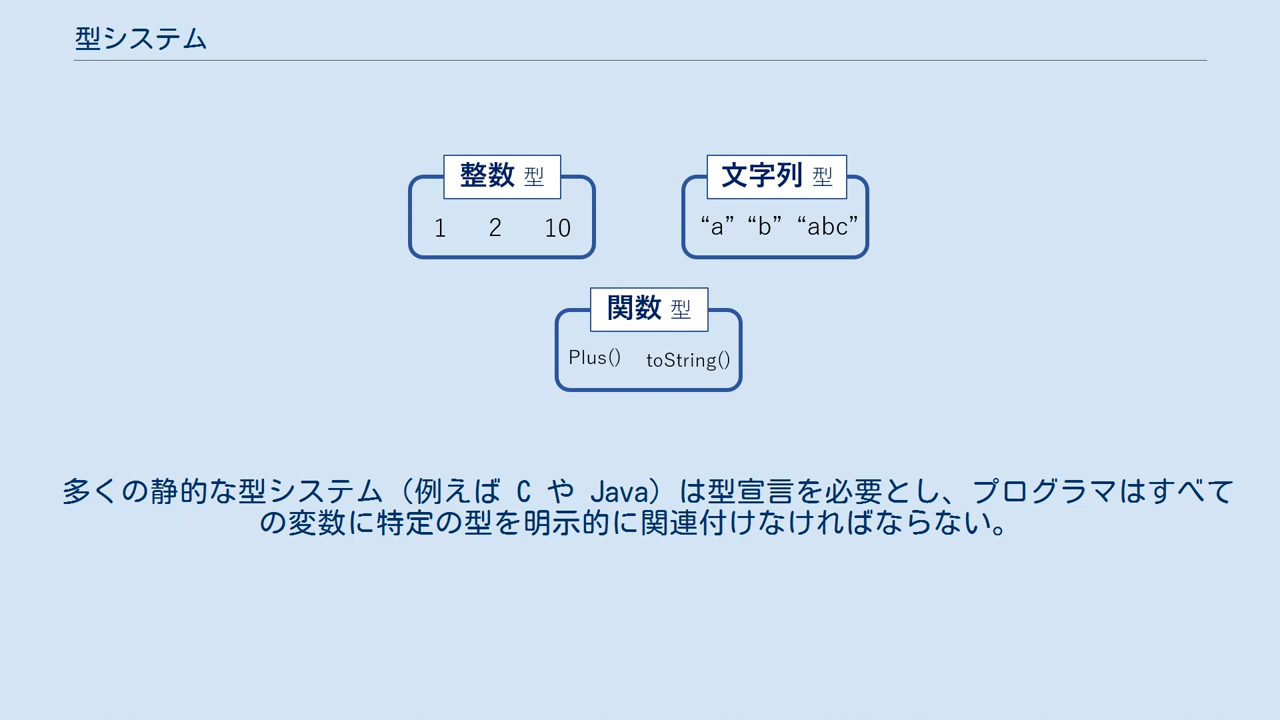 型システム
整数 型
文字列 型
1 2 10
“a” “b” “abc”
関数 型
Plus() toString()
多くの静的な型システム（例えば C や Java）は型宣言を必要とし、プログラマはすべて
の変数に特定の型を明示的に関連付けなければならない。